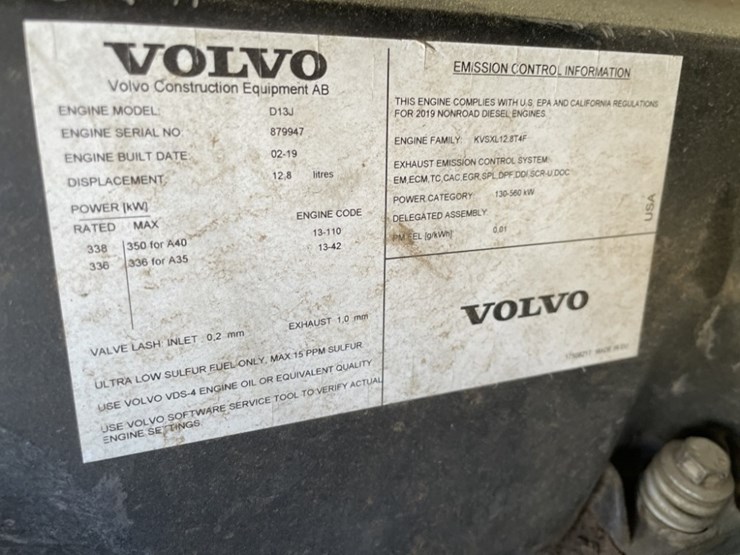 VOLVO
Volvo Construction Equipment AB
ENGINE MODEL: D13J
ENGINE SERIAL NO: 879947
ENGINE BUILT DATE: 02-19
DISPLACEMENT: 12.8 litres
POWER [kW]
RATED MAX ENGINE CODE
338 350 for A40 13-110
336 336 for A35 13-42
VALVE LASH INLET 0,2 mm EXHAUST 1,0 mm
ULTRA LOW SULFUR FUEL ONLY, MAX 15 PPM SULFUR
USE VOLVO VDS-4 ENGINE OIL OR EQUIVALENT QUALITY
USE VOLVO SOFTWARE SERVICE TOOL TO VERIFY ACTUAL
ENGINE SETTINGS
EMISSION CONTROL INFORMATION
THIS ENGINE COMPLIES WITH U.S. EPA AND CALIFORNIA REGULATIONS
FOR 2019 NONROAD DIESEL ENGINES
ENGINE FAMILY: KVSXL12.8T4F
EXHAUST EMISSION CONTROL SYSTEM:
EM,ECM,TC,CAC,EGR,SPL,DPF,DDI,SCR-U,DOC
POWER CATEGORY 130-560 kW
DELEGATED ASSEMBLY
PM FEL [g/kWh] 0,01
USA
VOLVO